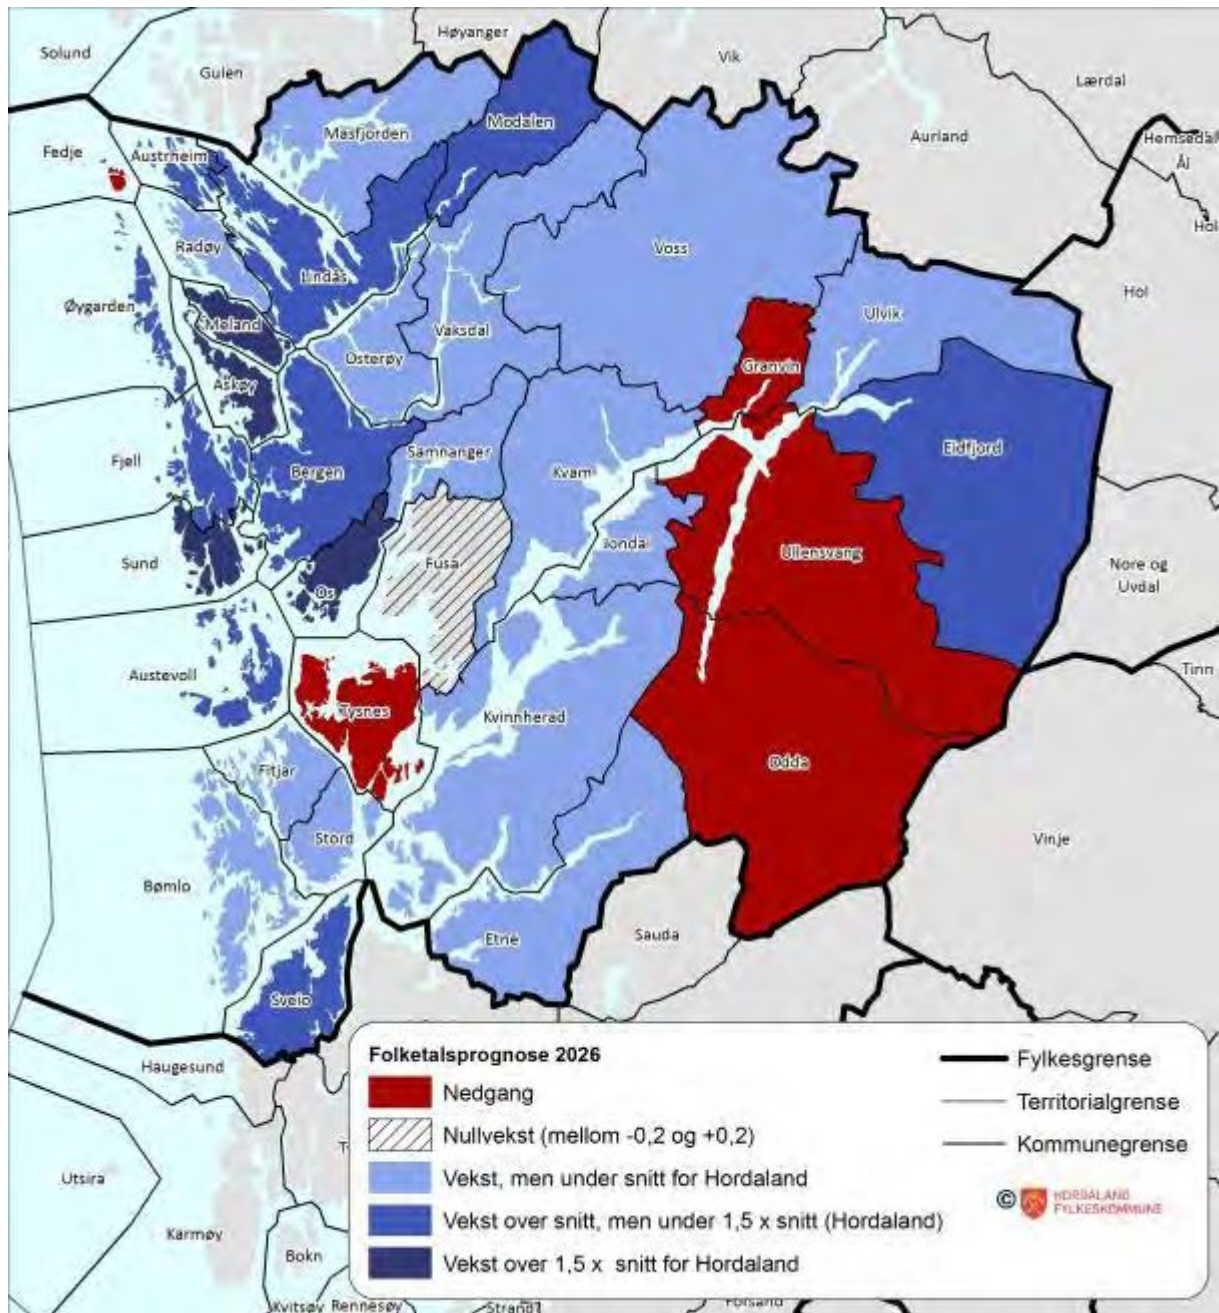 Høyanger
Solund
Gulen
Vik
Lærdal
Masfjorden
Modalen
Aurland
Hemsedal
Ål
Fedje
Austrheim
Hol
Radøy
Voss
Lindås
Øygarden
Hol
Meland
Vaksdal
Ulvik
Osterøy
Granvin
Askøy
Eidfjord
Samnanger
Fjell
Bergen
Kvam
Jondal
Ullensvang
Sund
Fusa
Nore og
Uvdal
Os
Austevoll
Tinn
Tysnes
Kvinnherad
Odda
Fitjar
Stord
Vinje
Bømlo
Etne
Sauda
Sveio
Haugesund
Utsira
Karmøy
Bokn
Kvitsøy
Rennesøy
Strand
Forsand
Folketalsprognose 2026
Nedgang
Nullvekst (mellom -0,2 og +0,2)
Vekst, men under snitt for Hordaland
Vekst over snitt, men under 1,5 x snitt (Hordaland)
Vekst over 1,5 x snitt for Hordaland
Fylkesgrense
Territorialgrense
Kommunegrense
© HORDALAND
FYLKESKOMMUNE